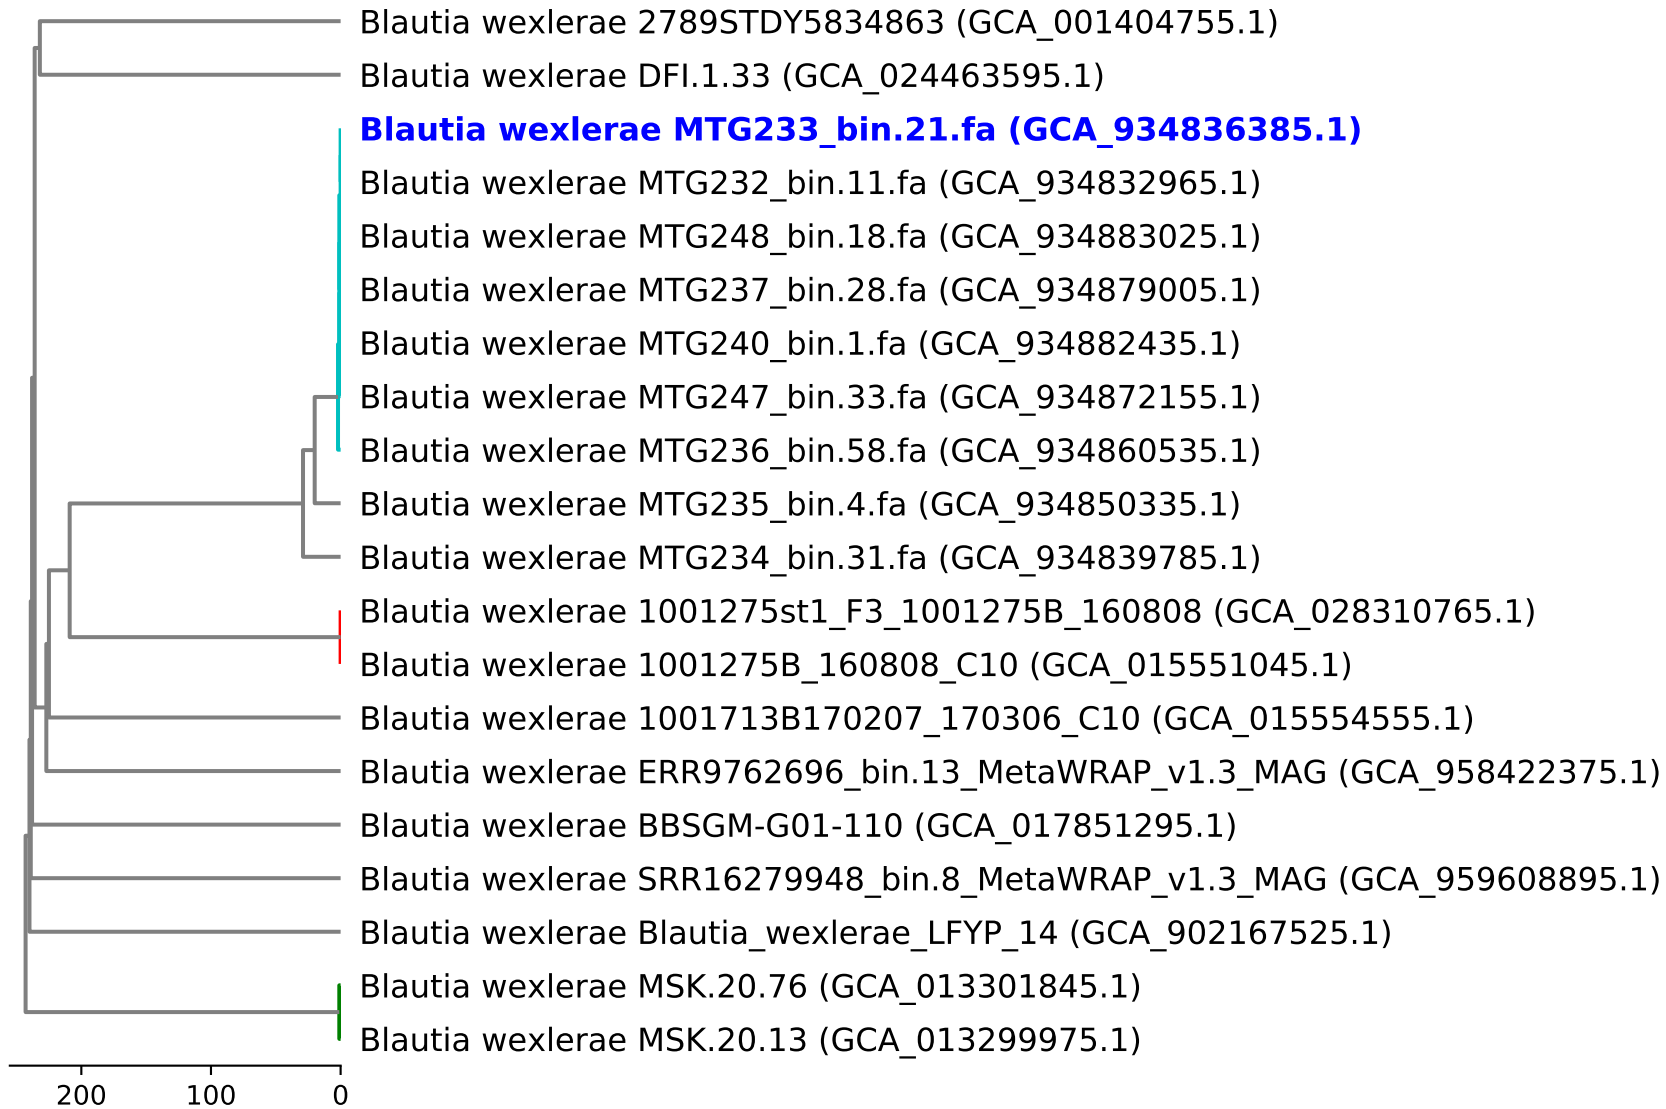 Blautia wexlerae 2789STDY5834863 (GCA_001404755.1)
Blautia wexlerae DFI.1.33 (GCA_024463595.1)
Blautia wexlerae MTG233_bin.21.fa (GCA_934836385.1)
Blautia wexlerae MTG232_bin.11.fa (GCA_934832965.1)
Blautia wexlerae MTG248_bin.18.fa (GCA_934883025.1)
Blautia wexlerae MTG237_bin.28.fa (GCA_934879005.1)
Blautia wexlerae MTG240_bin.1.fa (GCA_934882435.1)
Blautia wexlerae MTG247_bin.33.fa (GCA_934872155.1)
Blautia wexlerae MTG236_bin.58.fa (GCA_934860535.1)
Blautia wexlerae MTG235_bin.4.fa (GCA_934850335.1)
Blautia wexlerae MTG234_bin.31.fa (GCA_934839785.1)
Blautia wexlerae 1001275st1_F3_1001275B_160808 (GCA_028310765.1)
Blautia wexlerae 1001275B_160808_C10 (GCA_015551045.1)
Blautia wexlerae 1001713B170207_170306_C10 (GCA_015554555.1)
Blautia wexlerae ERR9762696_bin.13_MetaWRAP_v1.3_MAG (GCA_958422375.1)
Blautia wexlerae BBSGM-G01-110 (GCA_017851295.1)
Blautia wexlerae SRR16279948_bin.8_MetaWRAP_v1.3_MAG (GCA_959608895.1)
Blautia wexlerae Blautia_wexlerae_LFYP_14 (GCA_902167525.1)
Blautia wexlerae MSK.20.76 (GCA_013301845.1)
Blautia wexlerae MSK.20.13 (GCA_013299975.1)
200 100 0